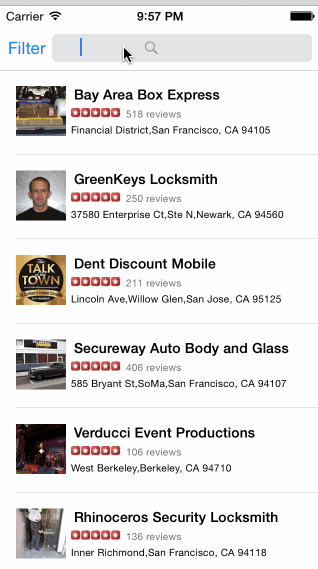 Carrier 9:57 PM
Filter
Bay Area Box Express
518 reviews
Financial District,San Francisco, CA 94105
GreenKeys Locksmith
250 reviews
37580 Enterprise Ct,Ste N,Newark, CA 94560
THE
TALK
OF
TOWN
Dent Discount Mobile
211 reviews
Lincoln Ave,Willow Glen,San Jose, CA 95125
Secureway Auto Body and Glass
406 reviews
585 Bryant St,SoMa,San Francisco, CA 94107
Verducci Event Productions
106 reviews
West Berkeley,Berkeley, CA 94710
Rhinoceros Security Locksmith
136 reviews
Inner Richmond,San Francisco, CA 94118